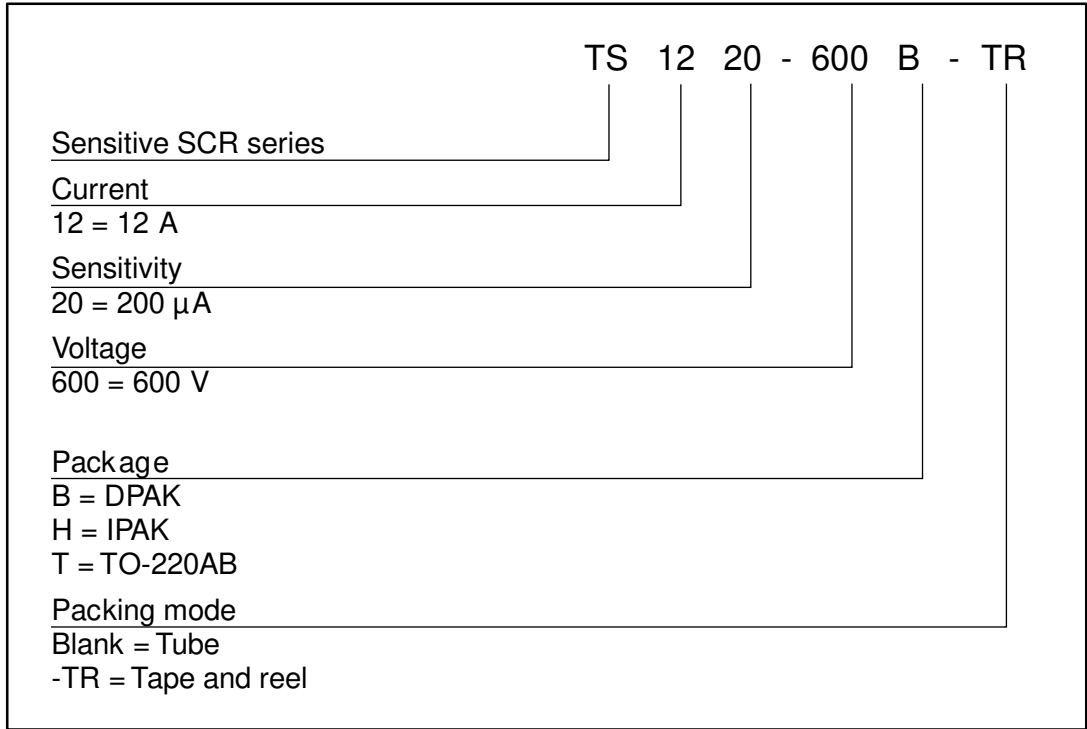 TS 12 20 - 600 B - TR
Sensitive SCR series
Current
12 = 12 A
Sensitivity
20 = 200 µA
Voltage
600 = 600 V
Package
B = DPAK
H = IPAK
T = TO-220AB
Packing mode
Blank = Tube
-TR = Tape and reel